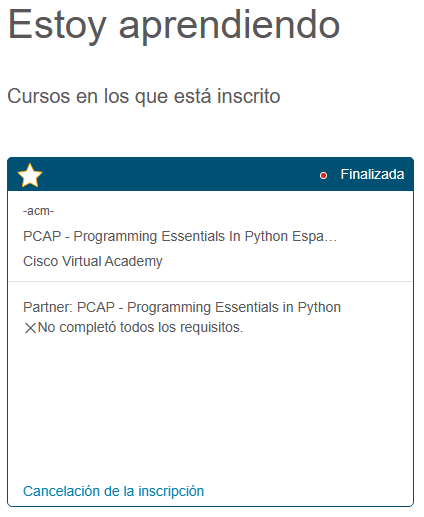 Estoy aprendiendo
Cursos en los que está inscrito
Finalizada
-acm-
PCAP - Programming Essentials In Python Espa…
Cisco Virtual Academy
Partner: PCAP - Programming Essentials in Python
No completó todos los requisitos.
Cancelación de la inscripción